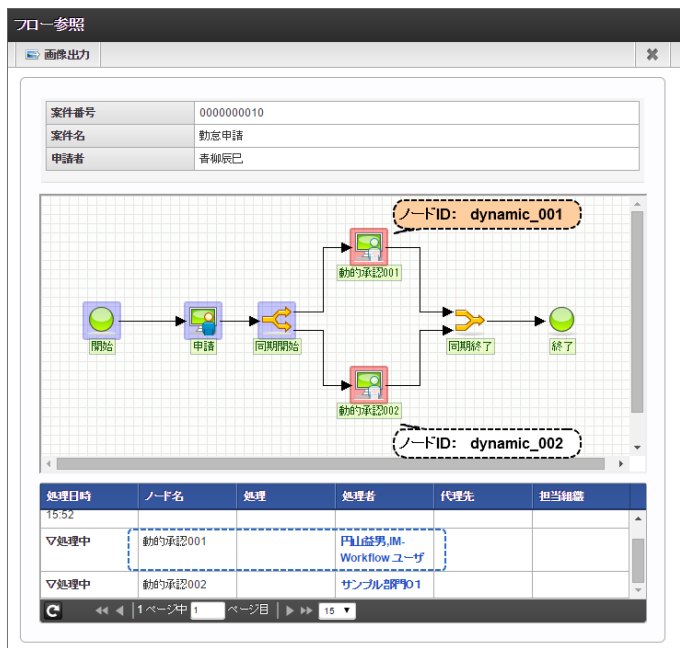 フロー参照
画像出力
案件番号 0000000010
案件名 勤怠申請
申請者 青柳辰巳
ノードID： dynamic_001
動的承認001
開始 申請 同期開始 同期終了 終了
動的承認002
ノードID： dynamic_002
処理日時 ノード名 処理 処理者 代理先 担当組織
15:52
▽処理中 動的承認001 円山益男,IM-
Workflow ユーザ
▽処理中 動的承認002 サンプル部門01
1 ページ中 1 ページ目 15